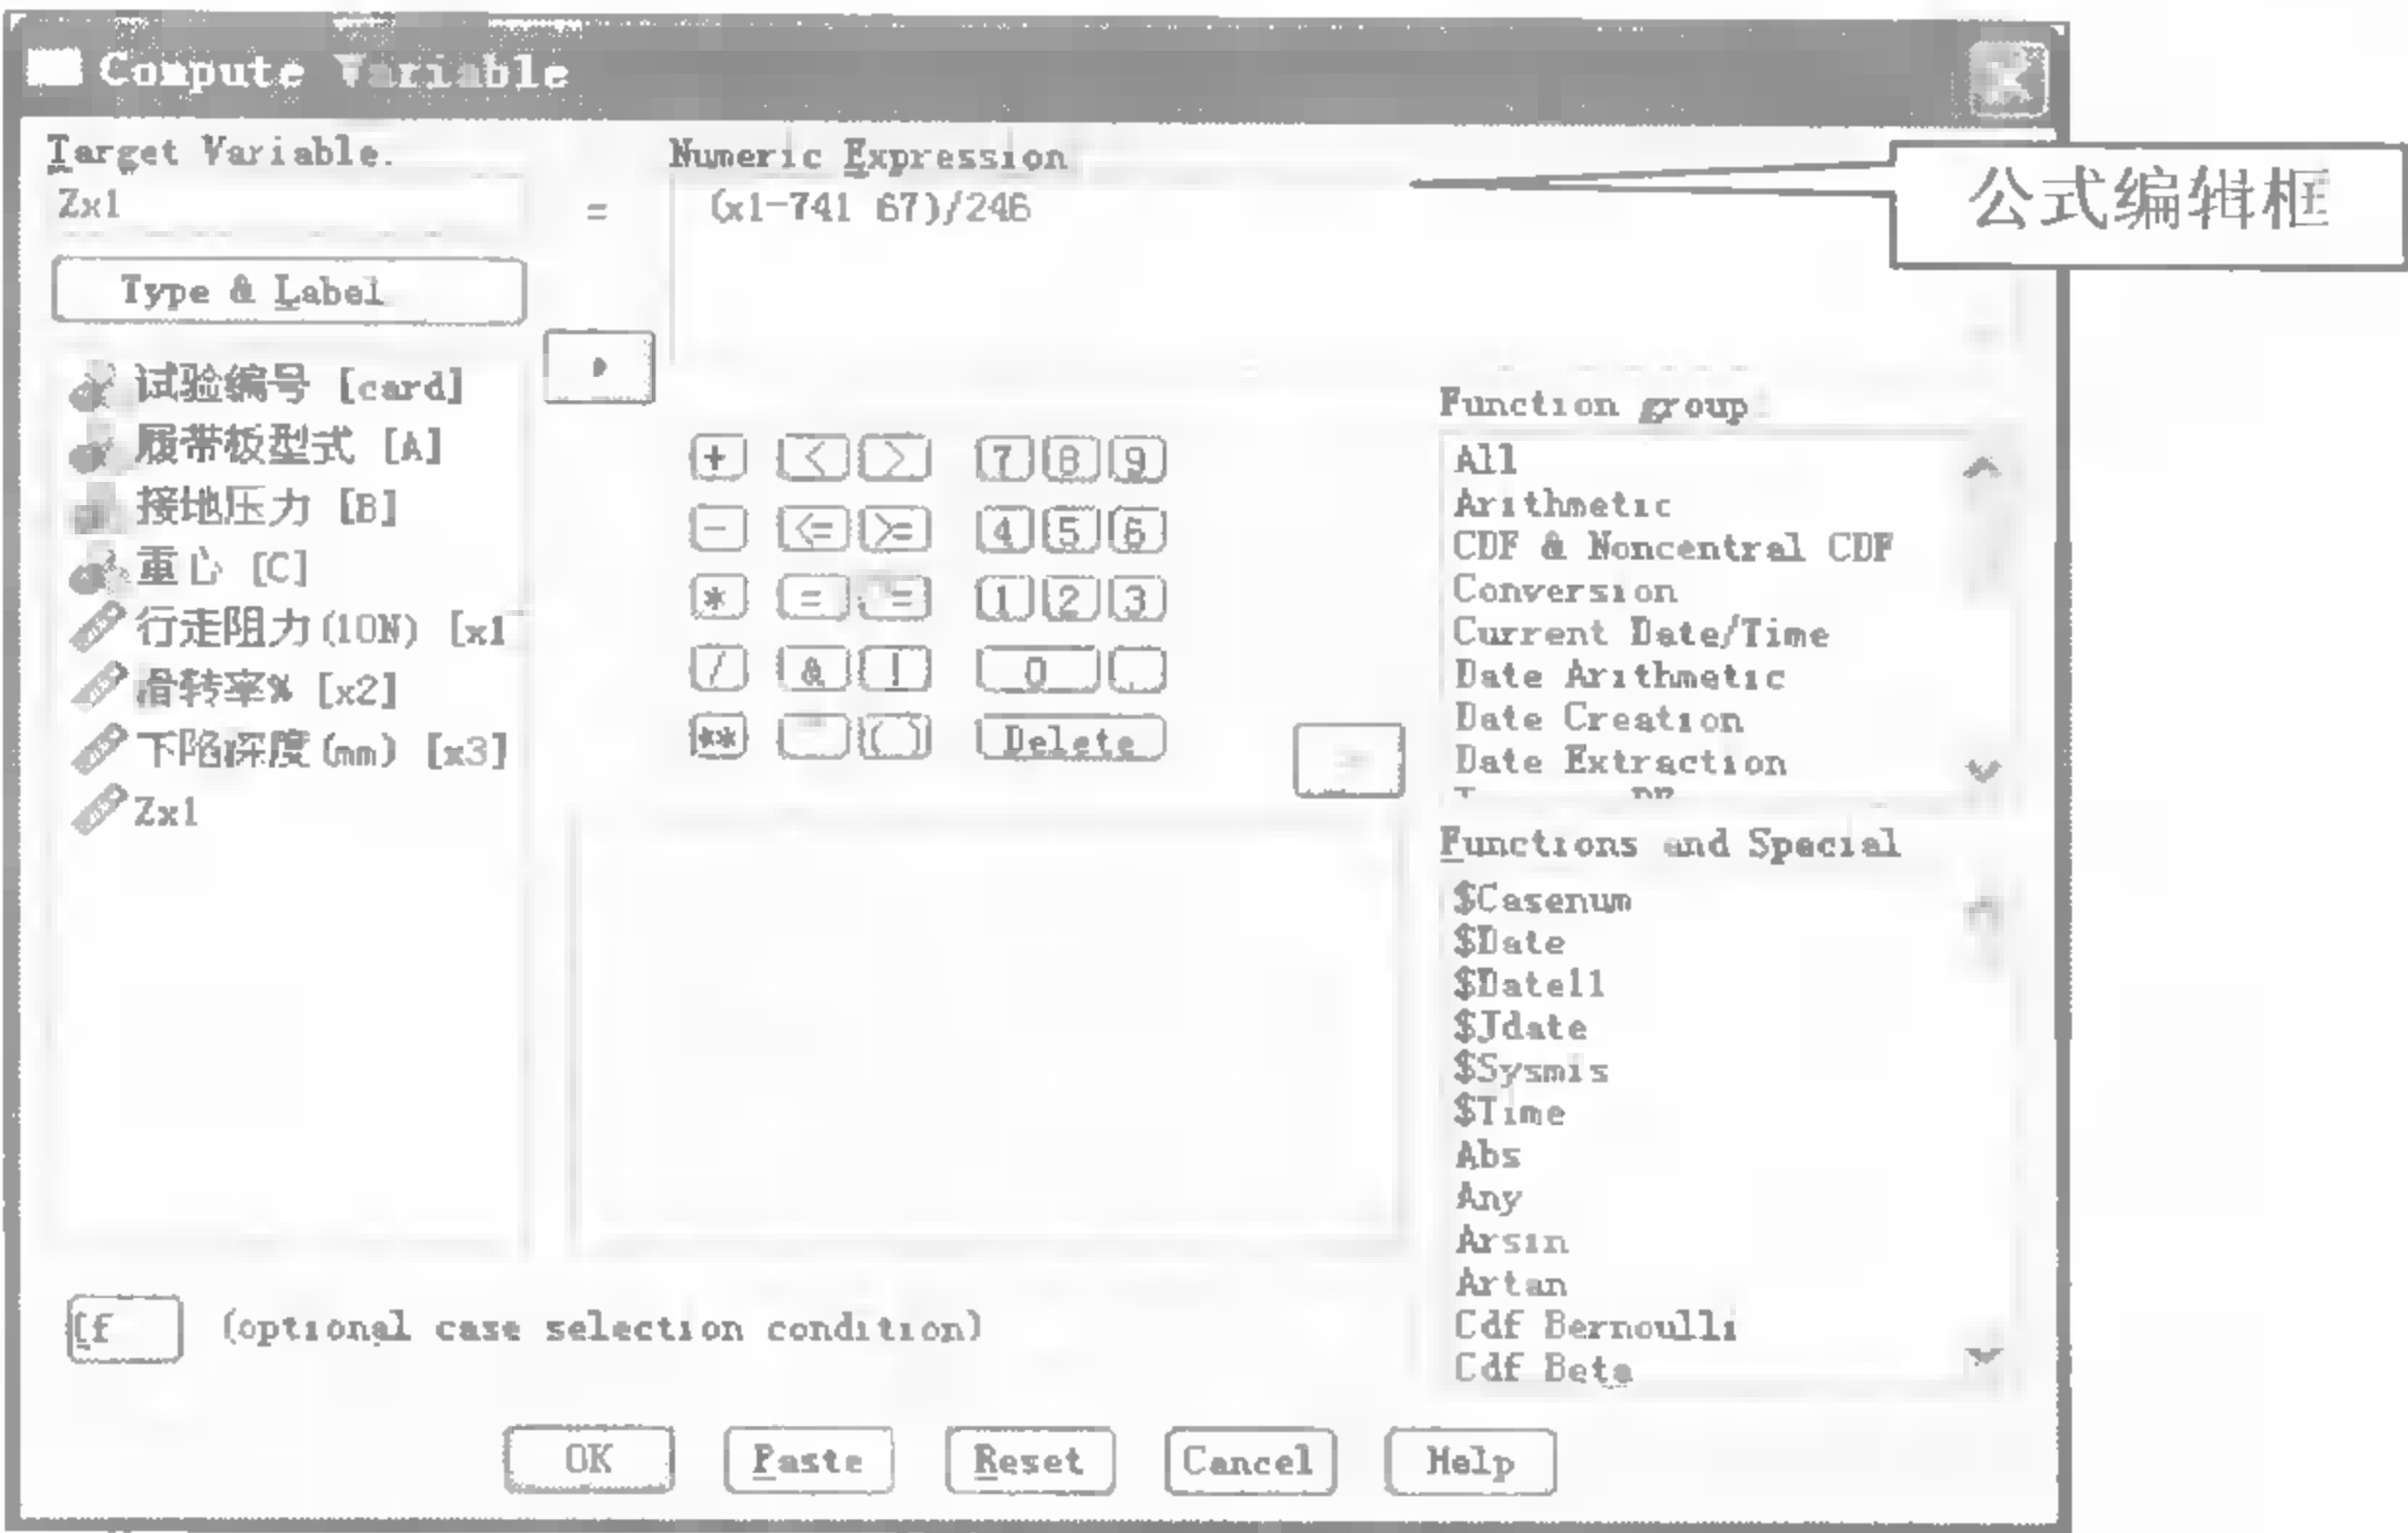 Compute Variable
Target Variable.
Zx1
=
Numeric Expression
(x1-741 67)/246
公式编辑框
Type & Label
试验编号 [card]
履带板型式 [A]
接地压力 [B]
重心 [C]
行走阻力(10N) [x1
滑转率% [x2]
下陷深度(mm) [x3]
Zx1
+ < > 7 8 9
- <= >= 4 5 6
* = = 1 2 3
/ & | 0 .
** ( ) Delete
Function group
All
Arithmetic
CDF & Noncentral CDF
Conversion
Current Date/Time
Date Arithmetic
Date Creation
Date Extraction
Functions and Special
$Casenum
$Date
$Date11
$Jdate
$Sysmis
$Time
Abs
Any
Arsin
Artan
Cdf Bernoulli
Cdf Beta
If (optional case selection condition)
OK Paste Reset Cancel Help